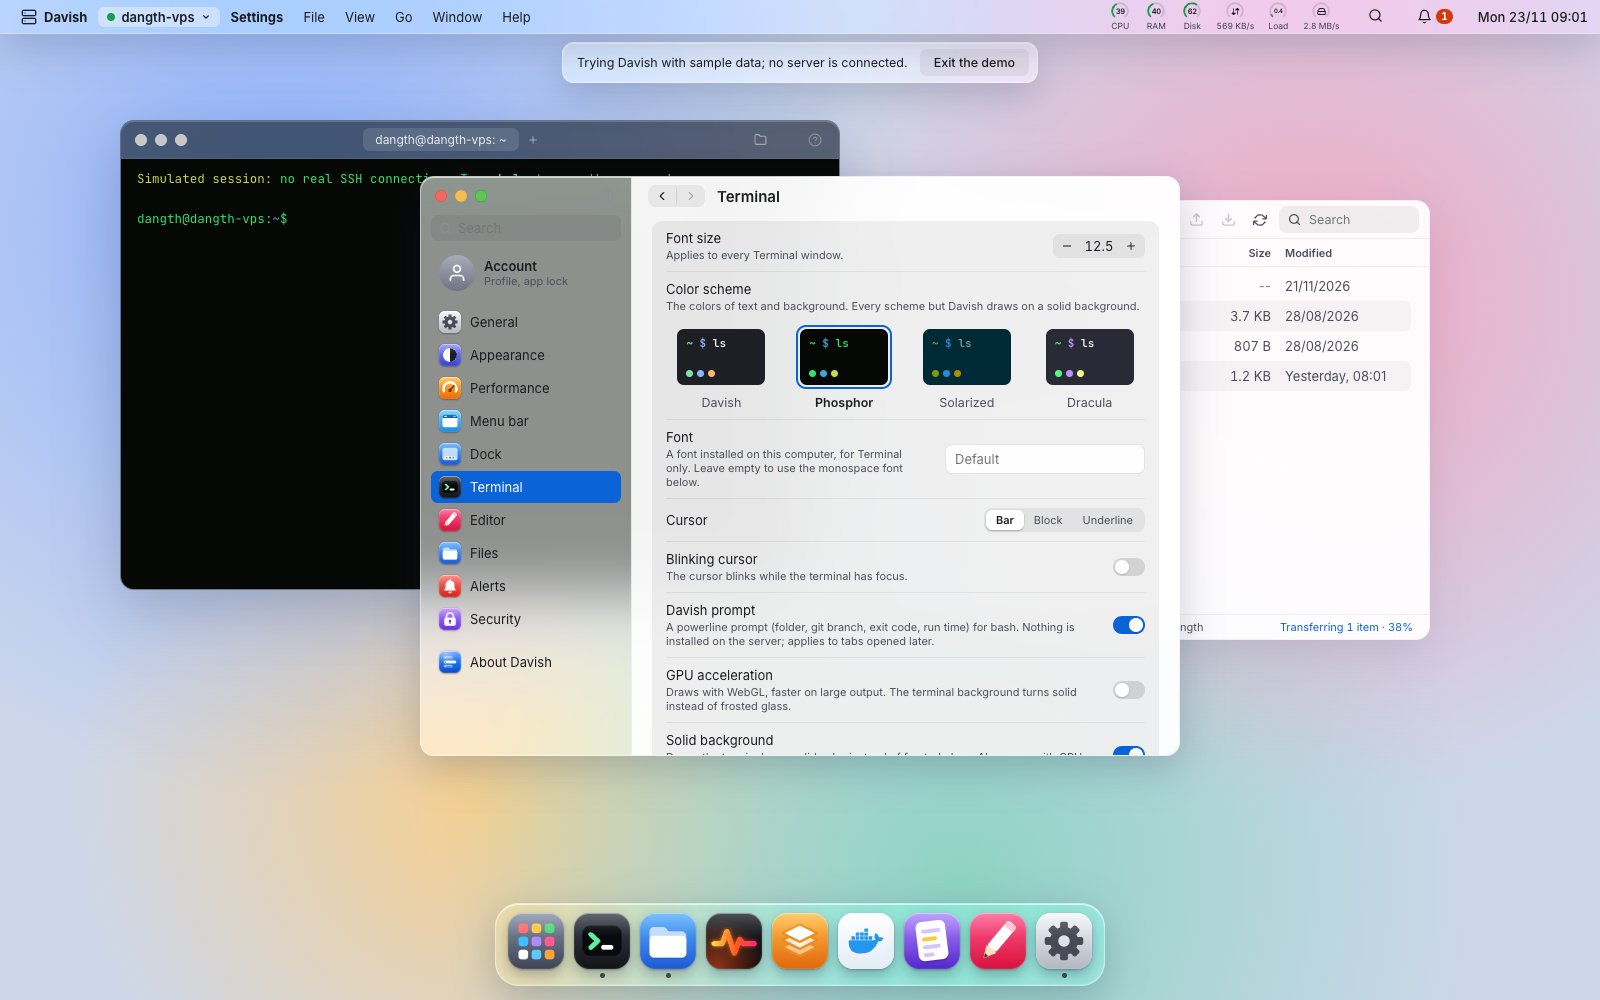 Davish dangth-vps Settings File View Go Window Help 39 CPU 40 RAM 62 Disk 569 KB/s 0.4 Load 2.8 MB/s 1 Mon 23/11 09:01
Trying Davish with sample data; no server is connected. Exit the demo
dangth@dangth-vps: ~ +
Simulated session: no real SSH connecti
dangth@dangth-vps:~$
Search
Account
Profile, app lock
General
Appearance
Performance
Menu bar
Dock
Terminal
Editor
Files
Alerts
Security
About Davish
Terminal
Font size
Applies to every Terminal window.
− 12.5 +
Color scheme
The colors of text and background. Every scheme but Davish draws on a solid background.
~ $ ls
~ $ ls
~ $ ls
~ $ ls
Davish Phosphor Solarized Dracula
Font
A font installed on this computer, for Terminal
only. Leave empty to use the monospace font
below.
Default
Cursor
Bar Block Underline
Blinking cursor
The cursor blinks while the terminal has focus.
Davish prompt
A powerline prompt (folder, git branch, exit code, run time) for bash. Nothing is
installed on the server; applies to tabs opened later.
GPU acceleration
Draws with WebGL, faster on large output. The terminal background turns solid
instead of frosted glass.
Solid background
Search
Size Modified
-- 21/11/2026
3.7 KB 28/08/2026
807 B 28/08/2026
1.2 KB Yesterday, 08:01
ngth Transferring 1 item · 38%